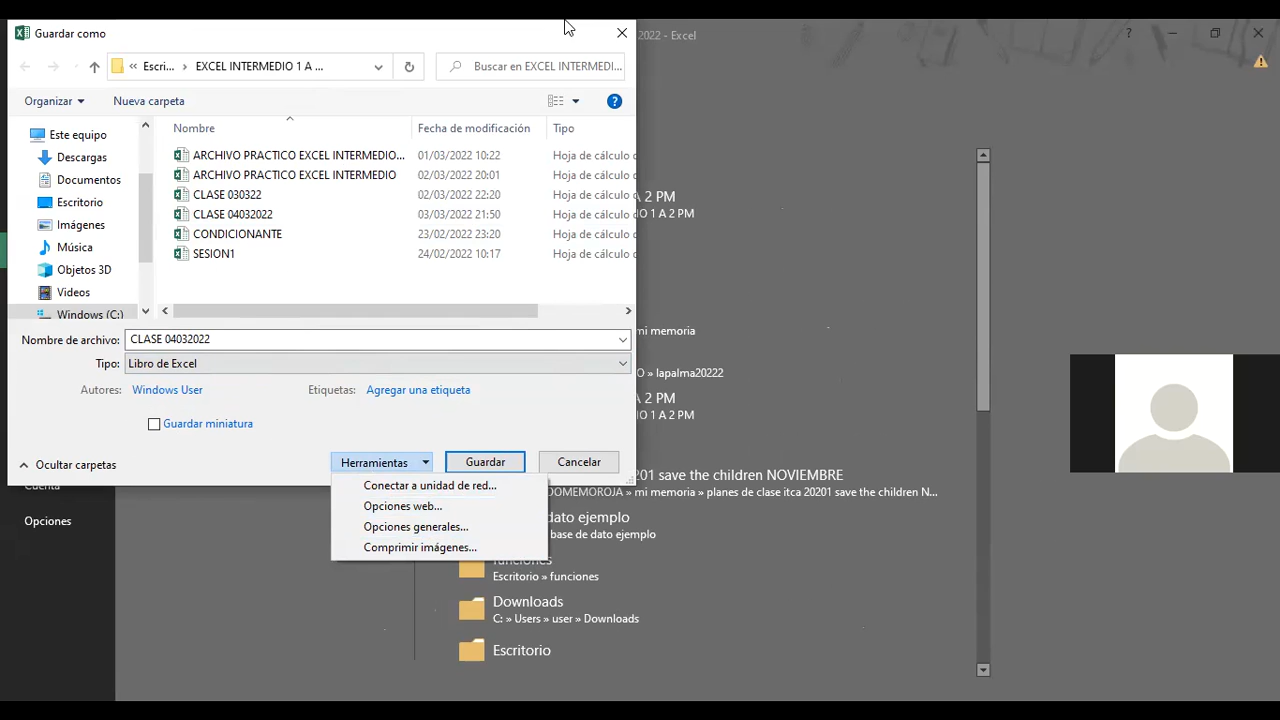 Guardar como
2022 - Excel
Escri...
EXCEL INTERMEDIO 1 A ...
Buscar en EXCEL INTERMEDI...
Organizar
Nueva carpeta
Este equipo
Descargas
Documentos
Escritorio
Imágenes
Música
Objetos 3D
Videos
Windows (C:)
Nombre Fecha de modificación Tipo
ARCHIVO PRACTICO EXCEL INTERMEDIO... 01/03/2022 10:22 Hoja de cálculo
ARCHIVO PRACTICO EXCEL INTERMEDIO 02/03/2022 20:01 Hoja de cálculo
CLASE 030322 02/03/2022 22:20 Hoja de cálculo
CLASE 04032022 03/03/2022 21:50 Hoja de cálculo
CONDICIONANTE 23/02/2022 23:20 Hoja de cálculo
SESION1 24/02/2022 10:17 Hoja de cálculo
Nombre de archivo: CLASE 04032022
Tipo: Libro de Excel
Autores: Windows User Etiquetas: Agregar una etiqueta
Guardar miniatura
Ocultar carpetas
Herramientas Guardar Cancelar
Conectar a unidad de red...
Opciones web...
Opciones generales...
Comprimir imágenes...
Cuenta
Opciones
A 2 PM
IO 1 A 2 PM
mi memoria
O » lapalma20222
A 2 PM
IO 1 A 2 PM
201 save the children NOVIEMBRE
DOMEMOROJA » mi memoria » planes de clase itca 20201 save the children N...
dato ejemplo
base de dato ejemplo
funciones
Escritorio » funciones
Downloads
C: » Users » user » Downloads
Escritorio